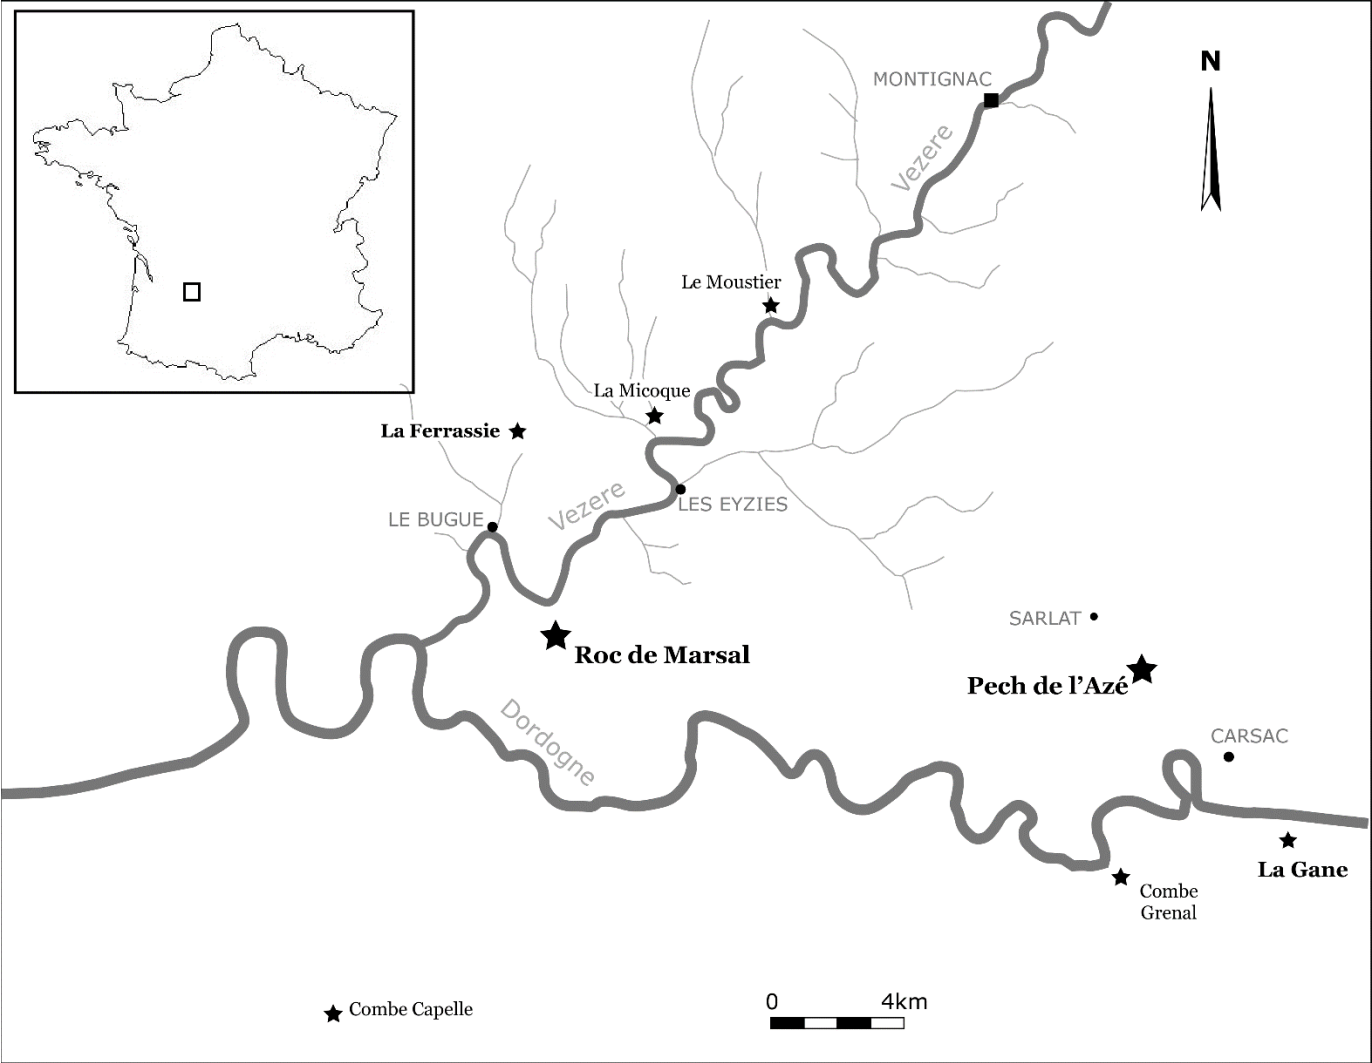 MONTIGNAC
N
Vezere
Le Moustier
La Micoque
La Ferrassie
Vezere
LES EYZIES
LE BUGUE
SARLAT
Roc de Marsal
Pech de l’Azé
Dordogne
CARSAC
La Gane
Combe
Grenal
0 4km
Combe Capelle